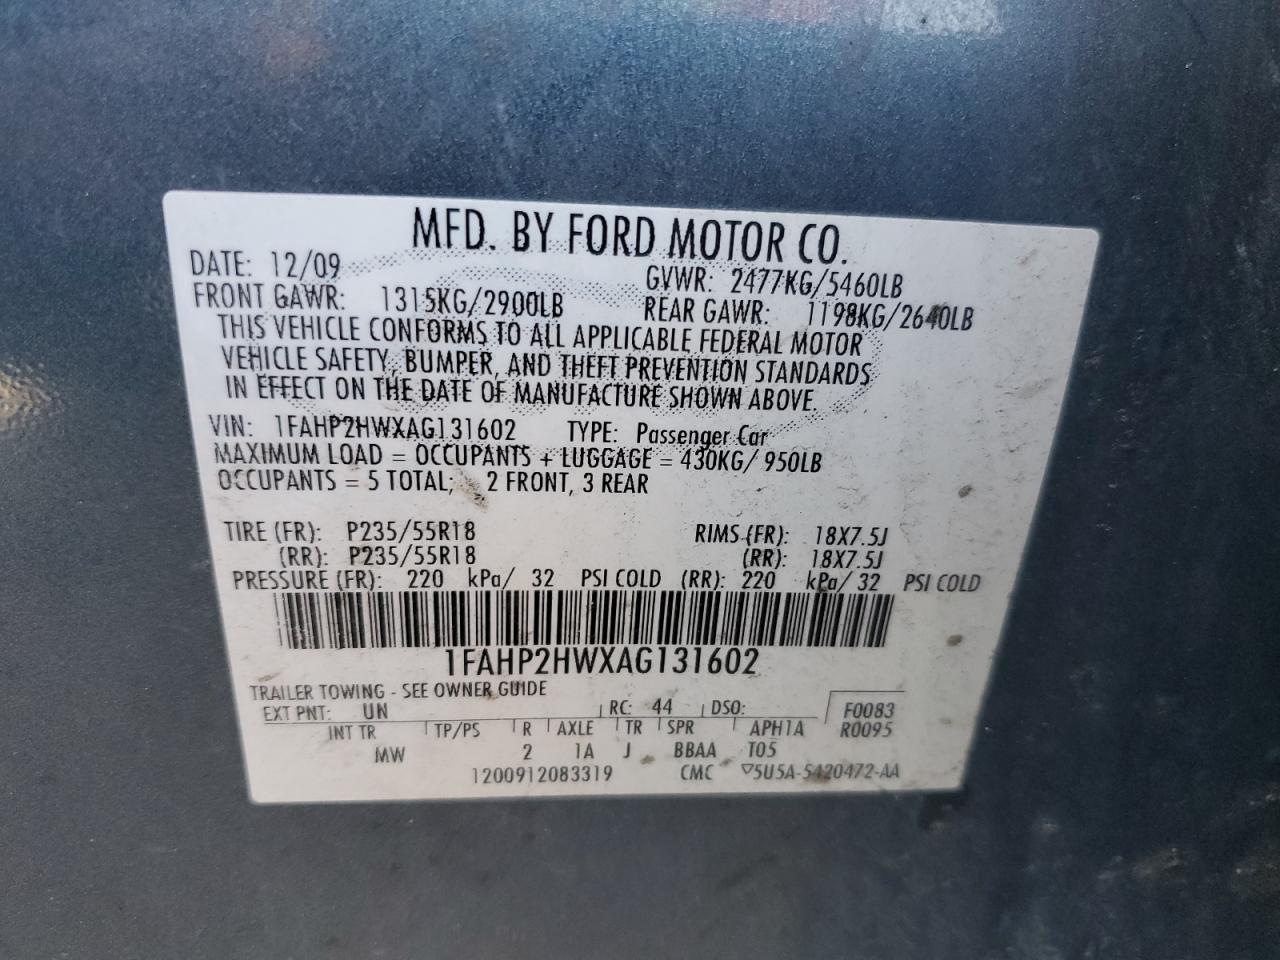 MFD. BY FORD MOTOR CO.
DATE: 12/09 GVWR: 2477KG/5460LB
FRONT GAWR: 1315KG/2900LB REAR GAWR: 1198KG/2640LB
THIS VEHICLE CONFORMS TO ALL APPLICABLE FEDERAL MOTOR
VEHICLE SAFETY, BUMPER, AND THEFT PREVENTION STANDARDS
IN EFFECT ON THE DATE OF MANUFACTURE SHOWN ABOVE.
VIN: 1FAHP2HWXAG131602 TYPE: Passenger Car
MAXIMUM LOAD = OCCUPANTS + LUGGAGE = 430KG/ 950LB
OCCUPANTS = 5 TOTAL; 2 FRONT, 3 REAR
TIRE (FR): P235/55R18 RIMS (FR): 18X7.5J
(RR): P235/55R18 (RR): 18X7.5J
PRESSURE (FR): 220 kPa/ 32 PSI COLD (RR): 220 kPa/ 32 PSI COLD
1FAHP2HWXAG131602
TRAILER TOWING - SEE OWNER GUIDE
EXT PNT: UN RC: 44 DSO: F0083
INT TR TP/PS R AXLE TR SPR APH1A R0095
MW 2 1A J BBAA T05
1200912083319 CMC ▽5U5A-5420472-AA